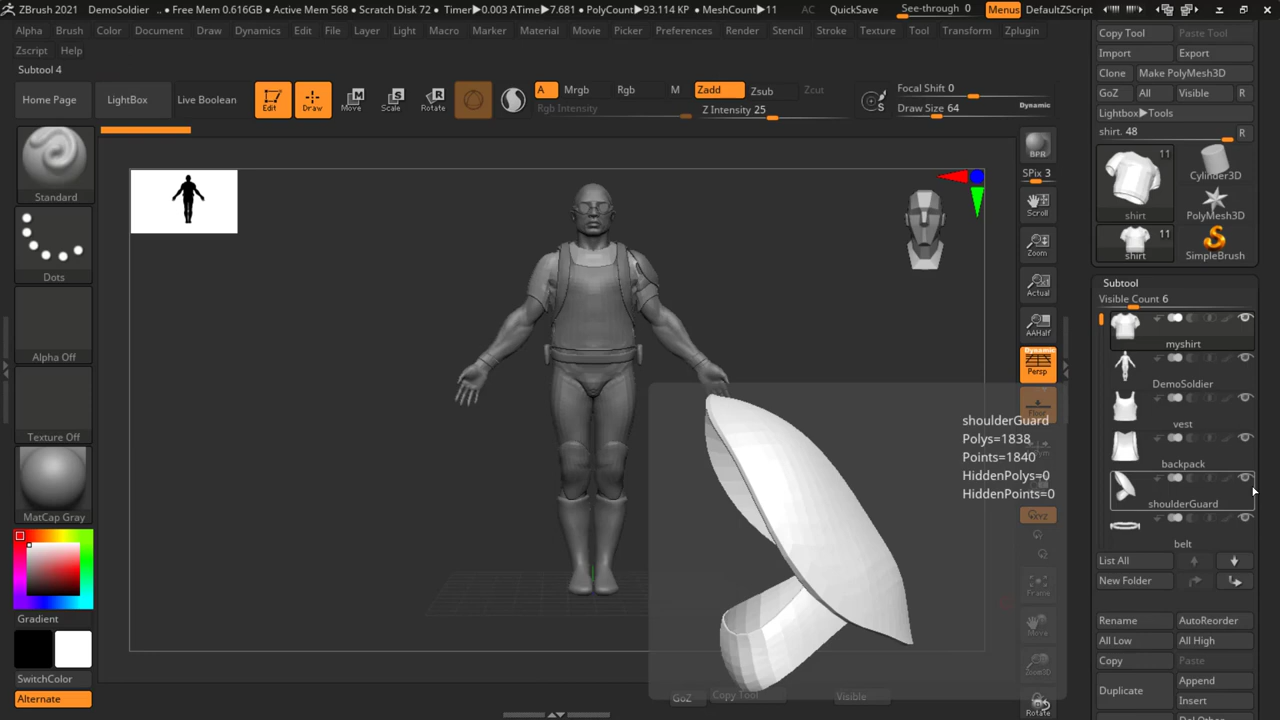 ZBrush 2021 DemoSoldier .. • Free Mem 0.616GB • Active Mem 568 • Scratch Disk 72 • Timer▶0.003 ATime▶7.681 • PolyCount▶93.114 KP • MeshCount▶11 AC QuickSave See-through 0 Menus DefaultZScript
Alpha Brush Color Document Draw Dynamics Edit File Layer Light Macro Marker Material Movie Picker Preferences Render Stencil Stroke Texture Tool Transform Zplugin
Zscript Help
Subtool 4
Home Page LightBox Live Boolean Edit Draw Move Scale Rotate A Mrgb Rgb M Zadd Zsub Zcut Focal Shift 0
Rgb Intensity Z Intensity 25 Draw Size 64 Dynamic
S
Standard
Dots
Alpha Off
Texture Off
MatCap Gray
Gradient
SwitchColor
Alternate
BPR
SPix 3
Scroll
Zoom
Actual
AAHalf
Dynamic
Persp
Floor
shoulderGuard
Polys=1838
Points=1840
HiddenPolys=0
HiddenPoints=0
XYZ
Frame
Move
Zoom3D
Rotate
GoZ Copy Tool Visible
Copy Tool Paste Tool
Import Export
Clone Make PolyMesh3D
GoZ All Visible R
Lightbox▶Tools
shirt. 48 R
11
shirt
Cylinder3D
PolyMesh3D
11
shirt
SimpleBrush
Subtool
Visible Count 6
myshirt
DemoSoldier
vest
backpack
shoulderGuard
belt
List All
New Folder
Rename AutoReorder
All Low All High
Copy Paste
Duplicate Append
Insert